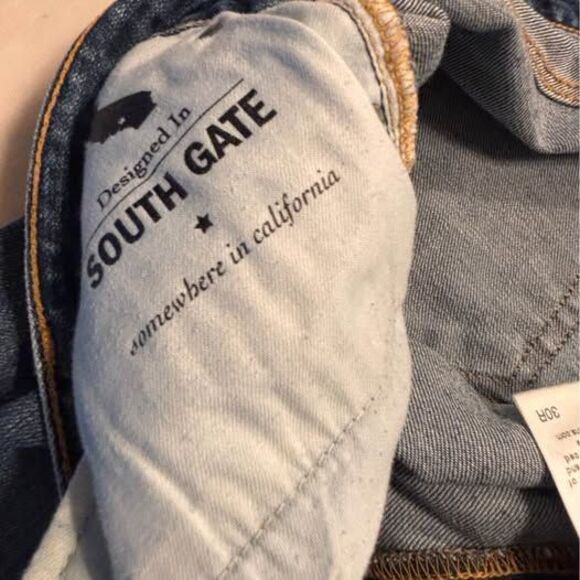 Designed In
SOUTH GATE
somewhere in california
30R